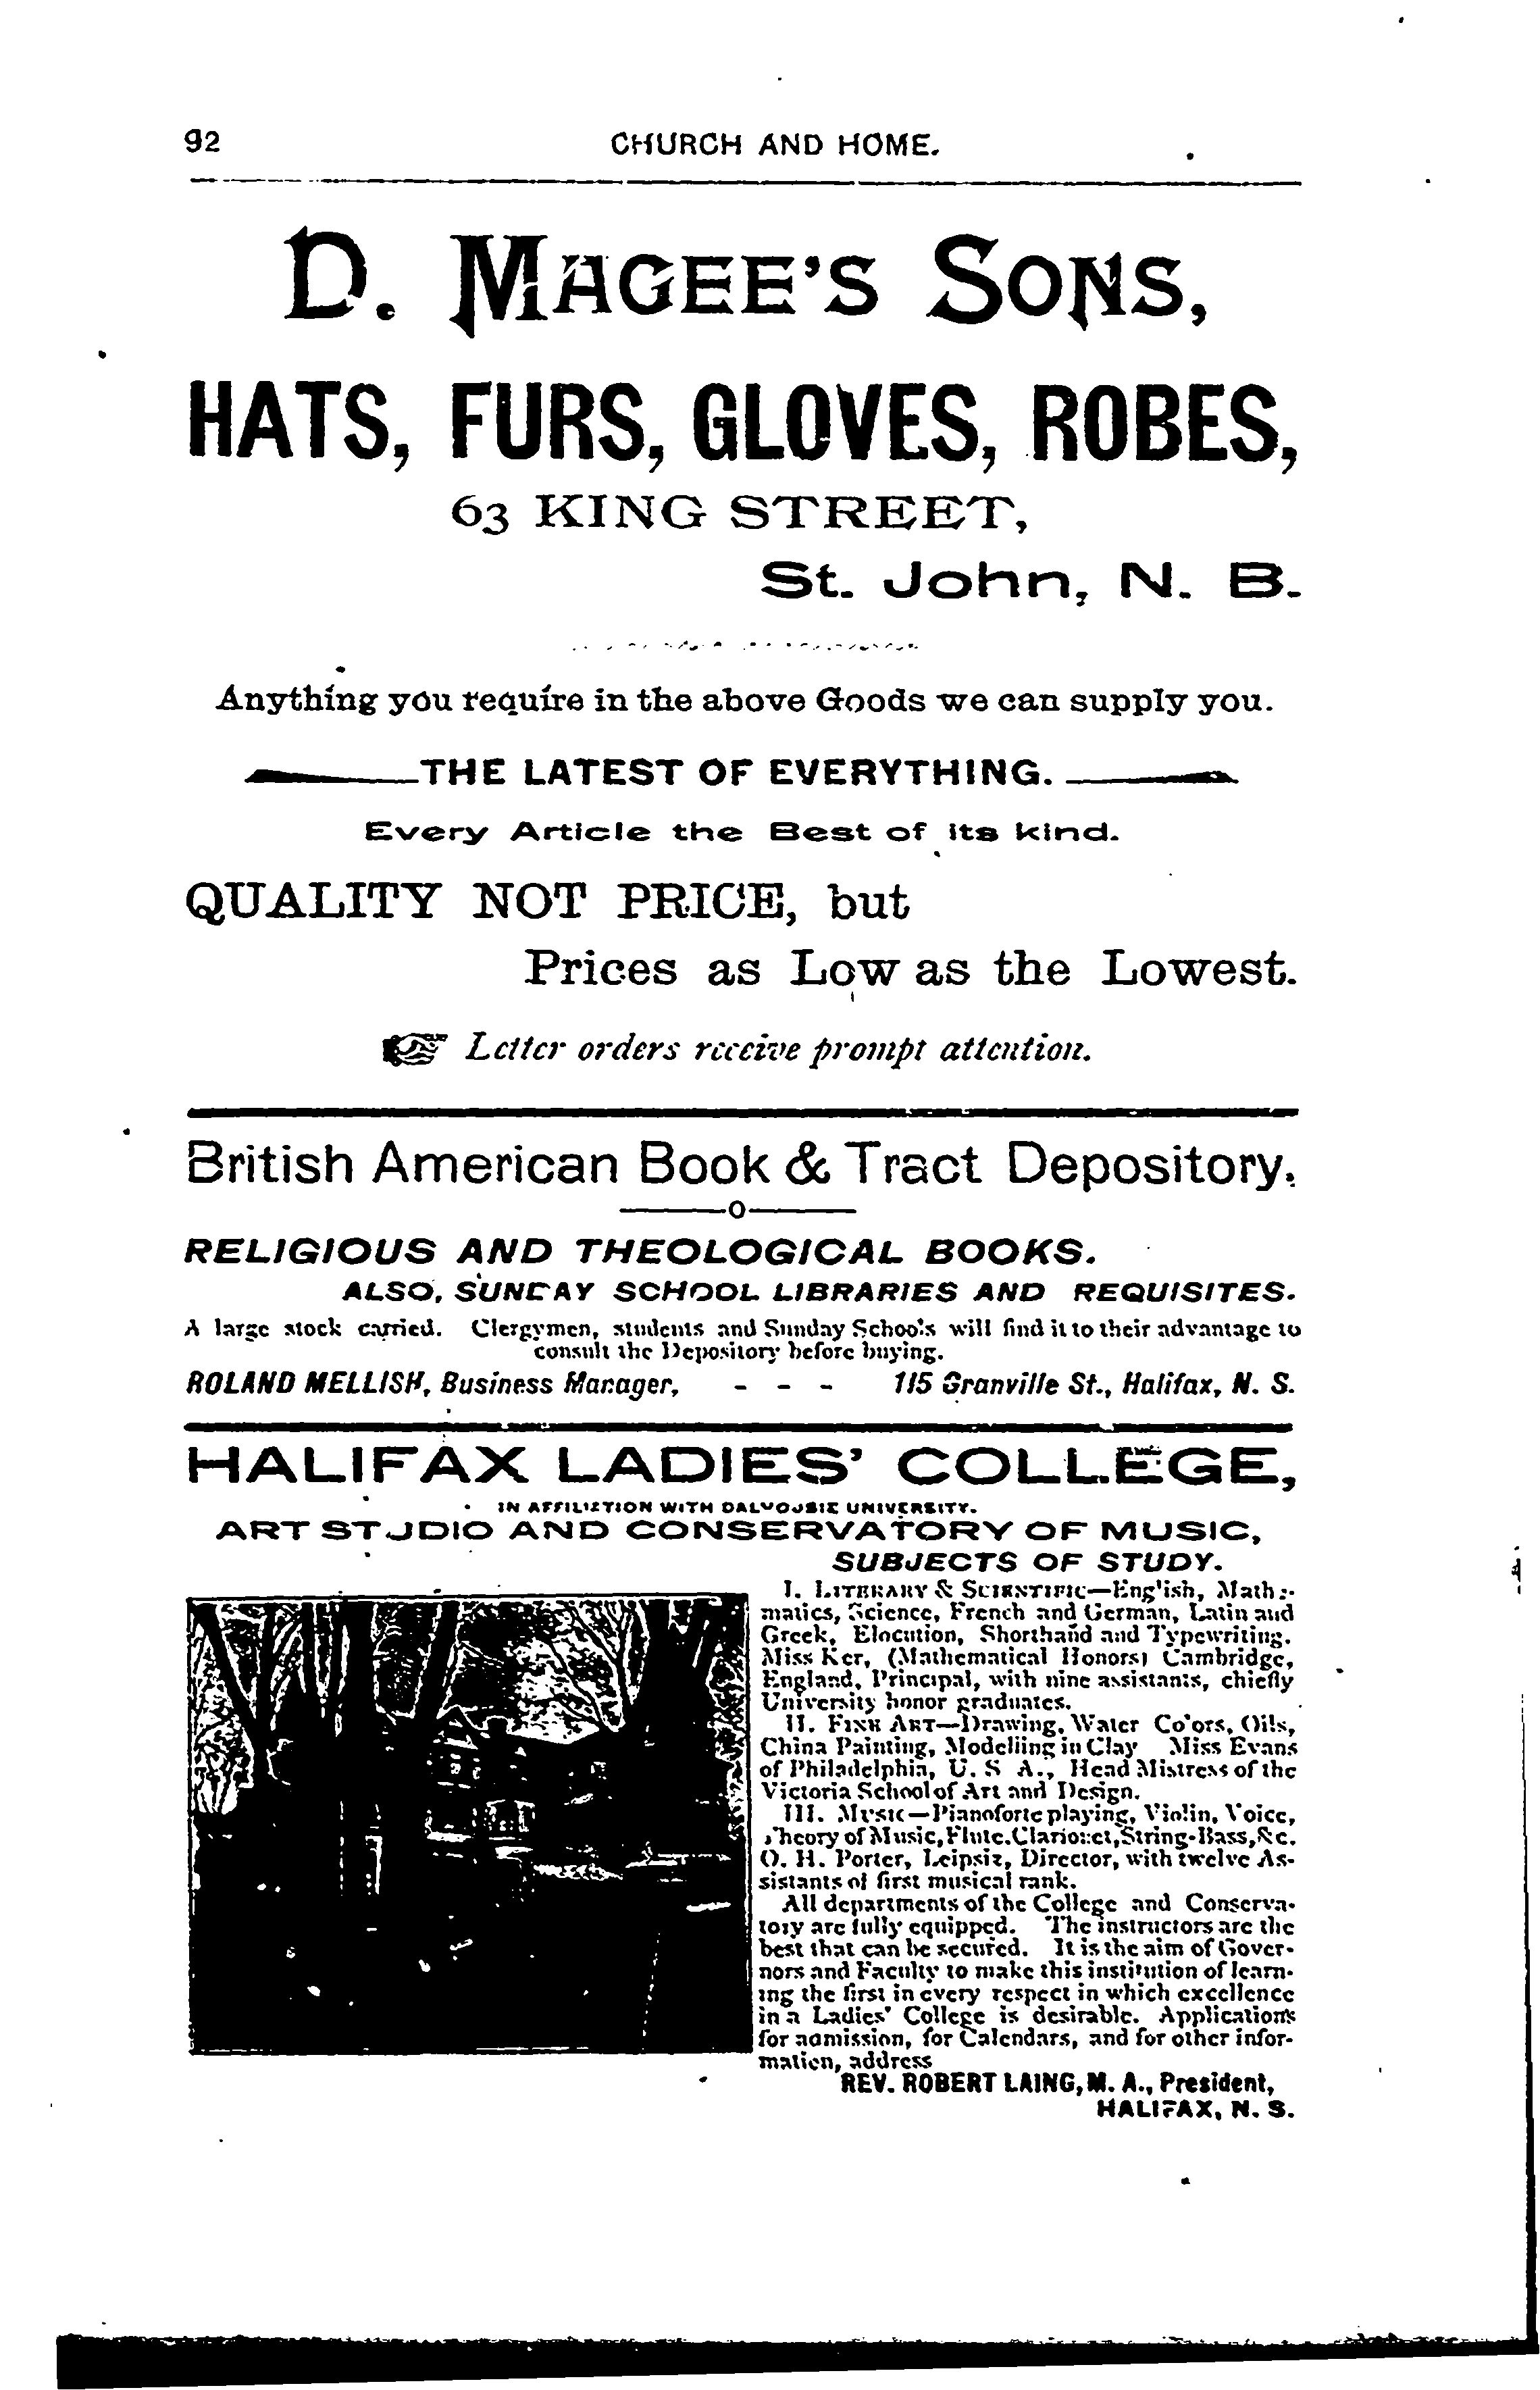 92 CHURCH AND HOME.
D. MAGEE'S SONS,
HATS, FURS, GLOVES, ROBES,
63 KING STREET,
St. John, N. B.
Anything you require in the above Goods we can supply you.
THE LATEST OF EVERYTHING.
Every Article the Best of its kind.
QUALITY NOT PRICE, but
Prices as Low as the Lowest.
Letter orders receive prompt attention.
British American Book & Tract Depository.
RELIGIOUS AND THEOLOGICAL BOOKS.
ALSO, SUNDAY SCHOOL LIBRARIES AND REQUISITES.
A large stock carried. Clergymen, students and Sunday Schools will find it to their advantage to
consult the Depository before buying.
ROLAND MELLISH, Business Manager, - - - 115 Granville St., Halifax, N. S.
HALIFAX LADIES' COLLEGE,
IN AFFILIATION WITH DALHOUSIE UNIVERSITY.
ART STUDIO AND CONSERVATORY OF MUSIC,
SUBJECTS OF STUDY.
I. LITERARY & SCIENTIFIC—English, Mathe-
matics, Science, French and German, Latin and
Greek, Elocution, Shorthand and Typewriting.
Miss Ker, (Mathematical Honors) Cambridge,
England, Principal, with nine assistants, chiefly
University honor graduates.
II. FINE ART—Drawing, Water Colors, Oils,
China Painting, Modelling in Clay Miss Evans
of Philadelphia, U. S A., Head Mistress of the
Victoria School of Art and Design.
III. MUSIC—Pianoforte playing, Violin, Voice,
Theory of Music, Flute, Clarionet, String-Bass, &c.
O. H. Porter, Leipsiz, Director, with twelve As-
sistants of first musical rank.
All departments of the College and Conserva-
tory are fully equipped. The instructors are the
best that can be secured. It is the aim of Gover-
nors and Faculty to make this institution of learn-
ing the first in every respect in which excellence
in a Ladies' College is desirable. Applications
for admission, for Calendars, and for other infor-
mation, address
REV. ROBERT LAING, M. A., President,
HALIFAX, N. S.